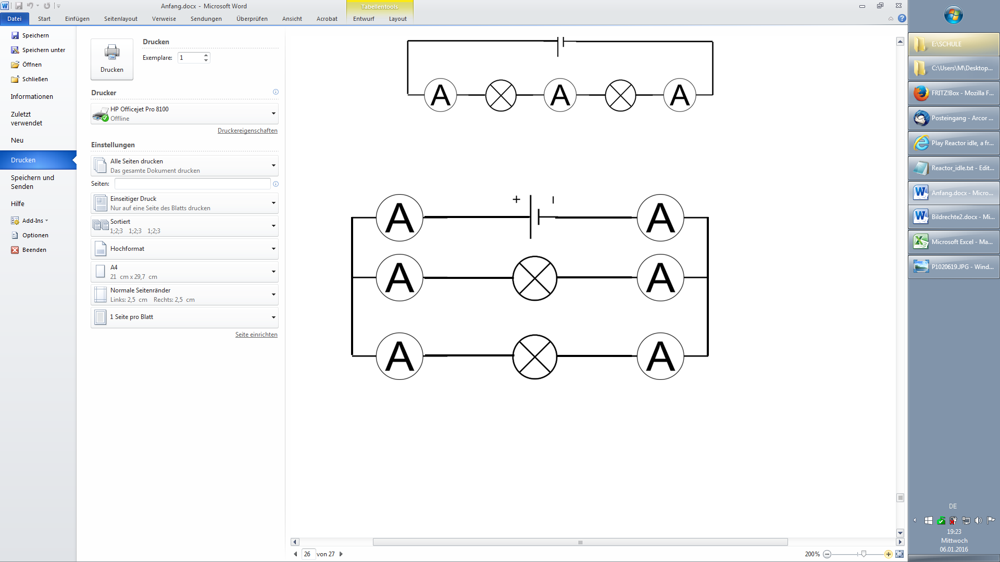 Anfang.docx - Microsoft Word
Tabellentools
Datei Start Einfügen Seitenlayout Verweise Sendungen Überprüfen Ansicht Acrobat Entwurf Layout
Speichern
Speichern unter
Öffnen
Schließen
Informationen
Zuletzt
verwendet
Neu
Drucken
Speichern und
Senden
Hilfe
Add-Ins
Optionen
Beenden
Drucken
Drucken
Exemplare: 1
Drucker
HP Officejet Pro 8100
Offline
Druckereigenschaften
Einstellungen
Alle Seiten drucken
Das gesamte Dokument drucken
Seiten:
Einseitiger Druck
Nur auf eine Seite des Blatts drucken
Sortiert
1;2;3 1;2;3 1;2;3
Hochformat
A4
21 cm x 29,7 cm
Normale Seitenränder
Links: 2,5 cm Rechts: 2,5 cm
1 Seite pro Blatt
Seite einrichten
A A A
+ I
A A
A A
A A
26 von 27
200%
E:\SCHULE
C:\Users\M\Desktop...
FRITZ!Box - Mozilla F...
Posteingang - Arcor ...
Play Reactor idle, a fr...
Reactor_idle.txt - Edit...
Anfang.docx - Micro...
Bildrechte2.docx - Mi...
Microsoft Excel - Ma...
P1020619.JPG - Wind...
DE
19:23
Mittwoch
06.01.2016